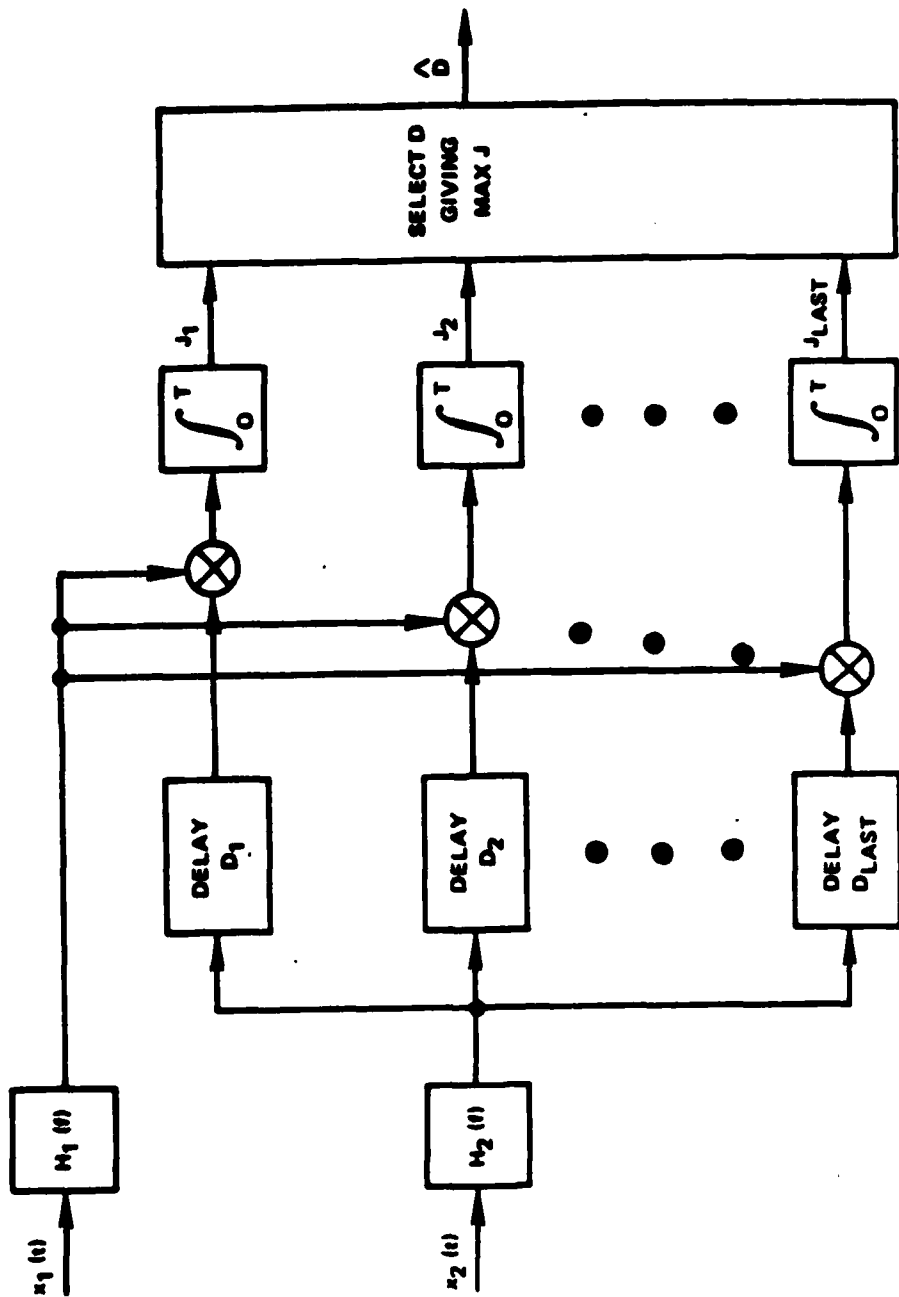 x₁(t)
H₁(f)
DELAY
D₁
∫₀ᵀ
J₁
x₂(t)
H₂(f)
DELAY
D₂
∫₀ᵀ
J₂
SELECT D
GIVING
MAX J
D̂
DELAY
D_LAST
∫₀ᵀ
J_LAST